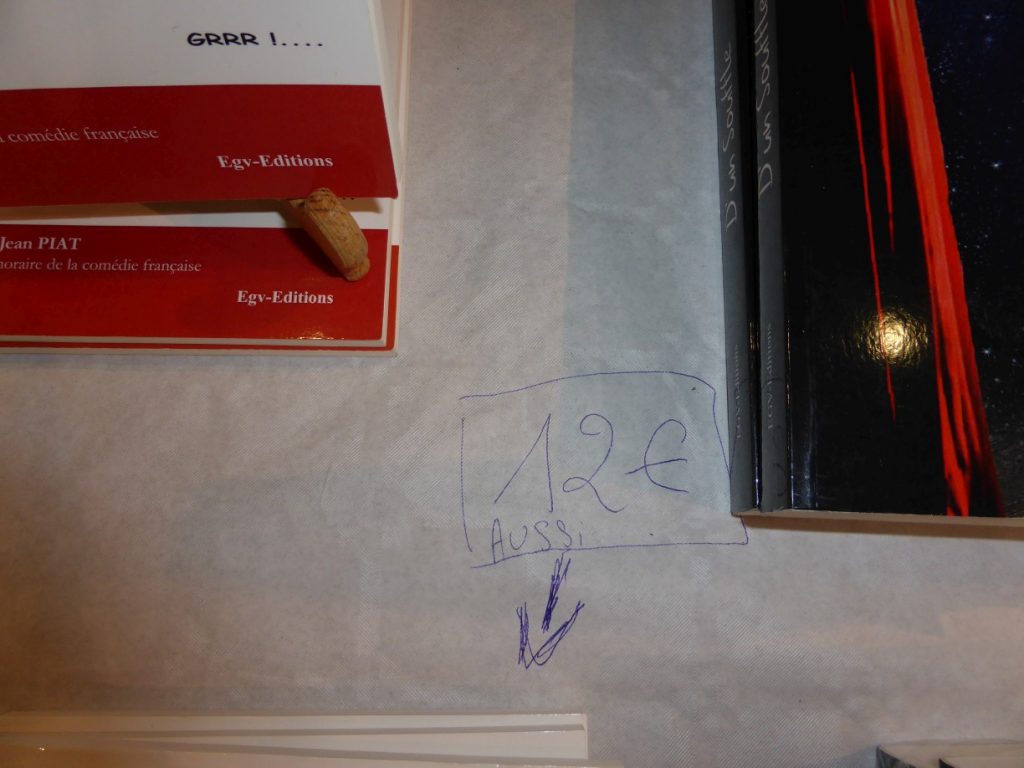 GRRR !....
a comédie française
Egv-Editions
Jean PIAT
noraire de la comédie française
Egv-Editions
D'un Souffle
D'un Souffle
12 €
AUSSi